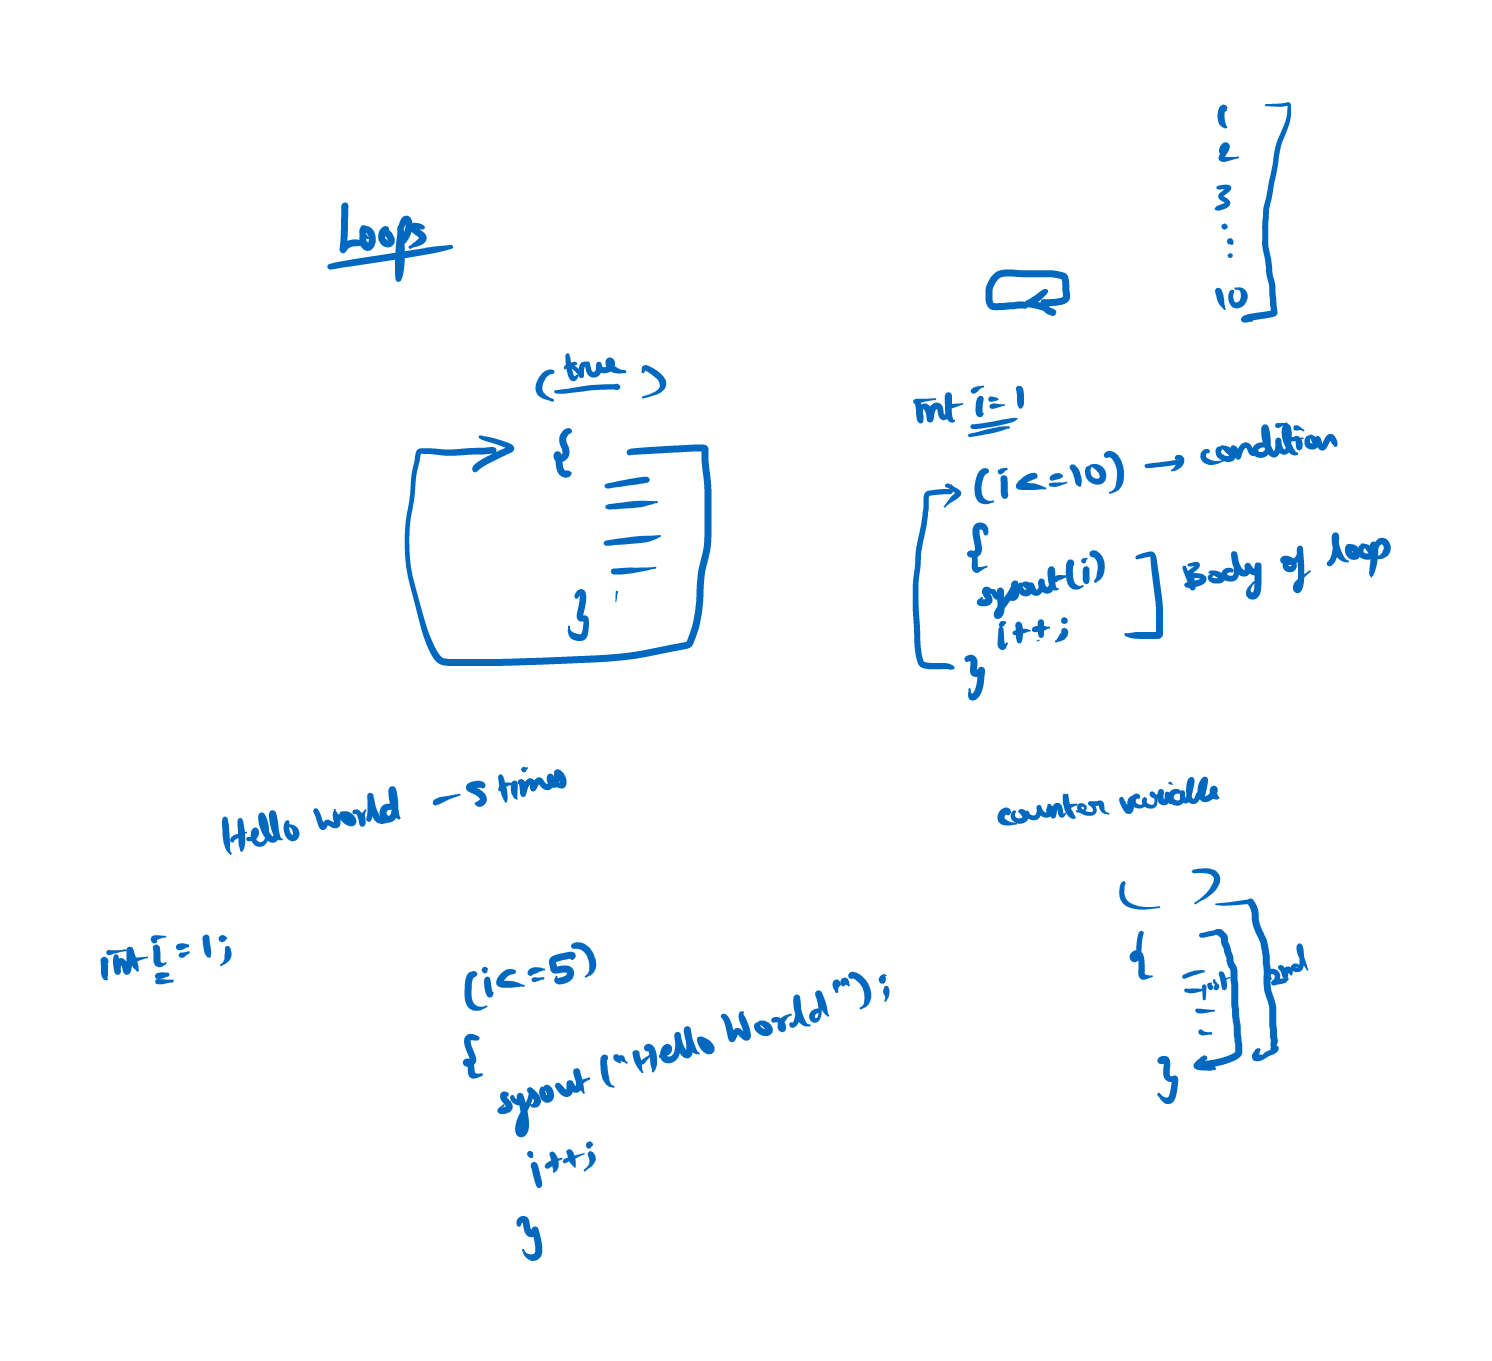 Loops
(true)
{
}
1
2
3
10
int i=1
(i<=10) → condition
{
sysout(i)
i++;
}
Body of loop
Hello world - 5 times
int i=1;
(i<=5)
{
sysout("Hello World");
i++;
}
counter variable
( )
{
1st
2nd
}